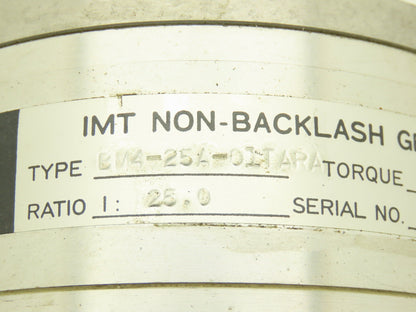 IMT NON-BACKLASH G
TYPE TORQUE
RATIO 1: 25.0 SERIAL NO.